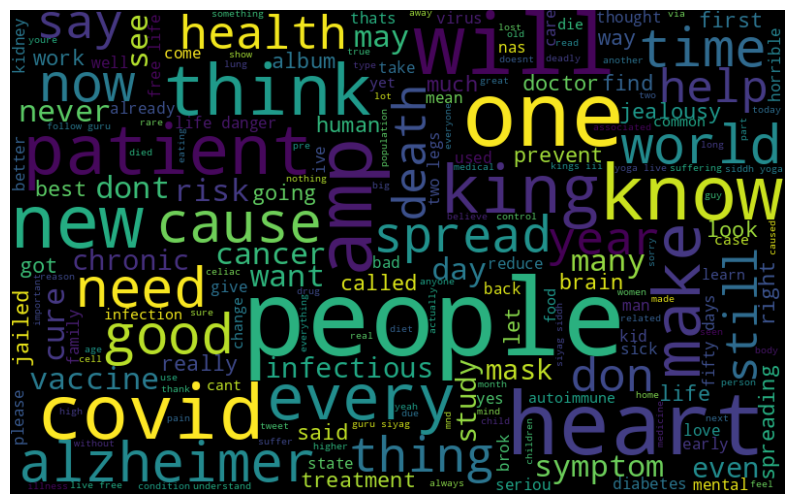 say
health
may
will
time
now
think
album
see
work
well
virus
die
thats
something
away
via
youre
lost
old
read
deadly
another
show
true
type
lung
doesnt
great
two
kidney
free life
come
yet
take
nas
care
thought
way
first
horrible
never
already
follow guru
rare
lot
much
mean
doctor
find
help
today
part
patient
life danger
human
population
everyone
one
jealousy
common
associated
long
better
died
eating
ive
pre
nothing
death
two legs
used
prevent
world
best
dont
risk
going
amp
big
medical
kings iii
yoga live
suffering
siddh yoga
king
know
guy
believe
control
sorry
new
cause
spread
year
look
case
caused
chronic
cancer
want
day
reduce
many
make
still
right
got
celiac
bad
anyone
brain
learn
need
cure
give
called
back
food
women
made
man
jailed
important
reason
infection
sure
drug
everything
change
real
diet
actually
let
kid
sick
related
fifty days
family
good
people
age
cell
really
infectious
mask
don
life
person
body
vaccine
use
thank
cant
month
study
yes
autoimmune
home
next
medicine
please
covid
high
pain
tweet
every
yeah
due
mnd
mind
child
children
love
early
spreading
without
suffer
guru siyag
siyag siddh
said
brok
heart
alzheimer
thing
higher
state
symptom
even
illness
live free
condition
understand
treatment
always
seriou
diabetes
mental
feel